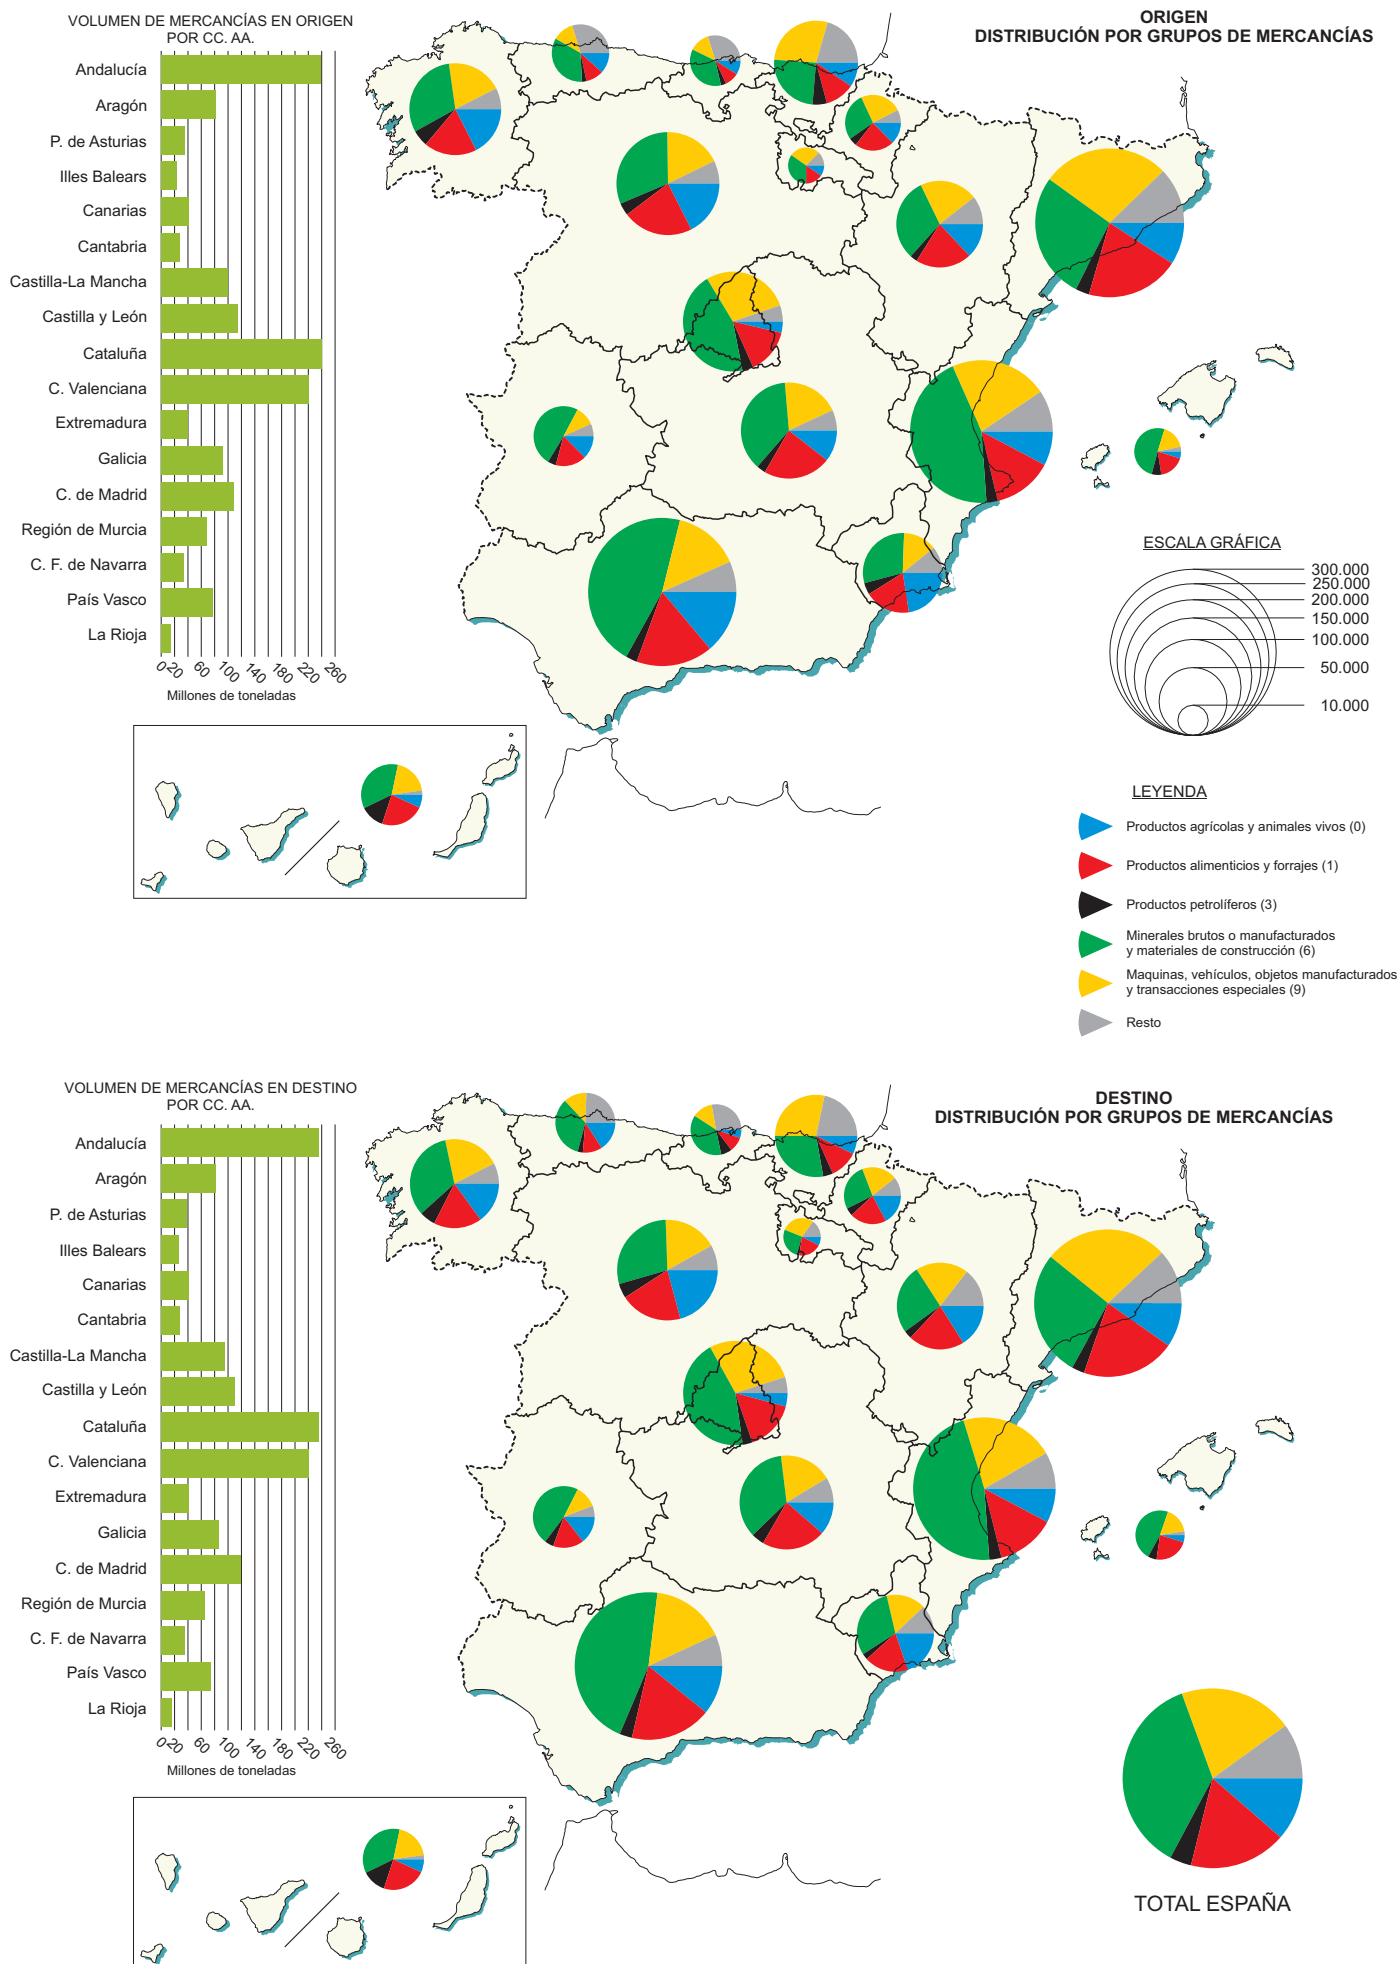 VOLUMEN DE MERCANCÍAS EN ORIGEN
POR CC. AA.
Andalucía
Aragón
P. de Asturias
Illes Balears
Canarias
Cantabria
Castilla-La Mancha
Castilla y León
Cataluña
C. Valenciana
Extremadura
Galicia
C. de Madrid
Región de Murcia
C. F. de Navarra
País Vasco
La Rioja
0 20 60 100 140 180 220 260
Millones de toneladas
ORIGEN
DISTRIBUCIÓN POR GRUPOS DE MERCANCÍAS
ESCALA GRÁFICA
300.000
250.000
200.000
150.000
100.000
50.000
10.000
LEYENDA
Productos agrícolas y animales vivos (0)
Productos alimenticios y forrajes (1)
Productos petrolíferos (3)
Minerales brutos o manufacturados
y materiales de construcción (6)
Maquinas, vehículos, objetos manufacturados
y transacciones especiales (9)
Resto
VOLUMEN DE MERCANCÍAS EN DESTINO
POR CC. AA.
Andalucía
Aragón
P. de Asturias
Illes Balears
Canarias
Cantabria
Castilla-La Mancha
Castilla y León
Cataluña
C. Valenciana
Extremadura
Galicia
C. de Madrid
Región de Murcia
C. F. de Navarra
País Vasco
La Rioja
0 20 60 100 140 180 220 260
Millones de toneladas
DESTINO
DISTRIBUCIÓN POR GRUPOS DE MERCANCÍAS
TOTAL ESPAÑA